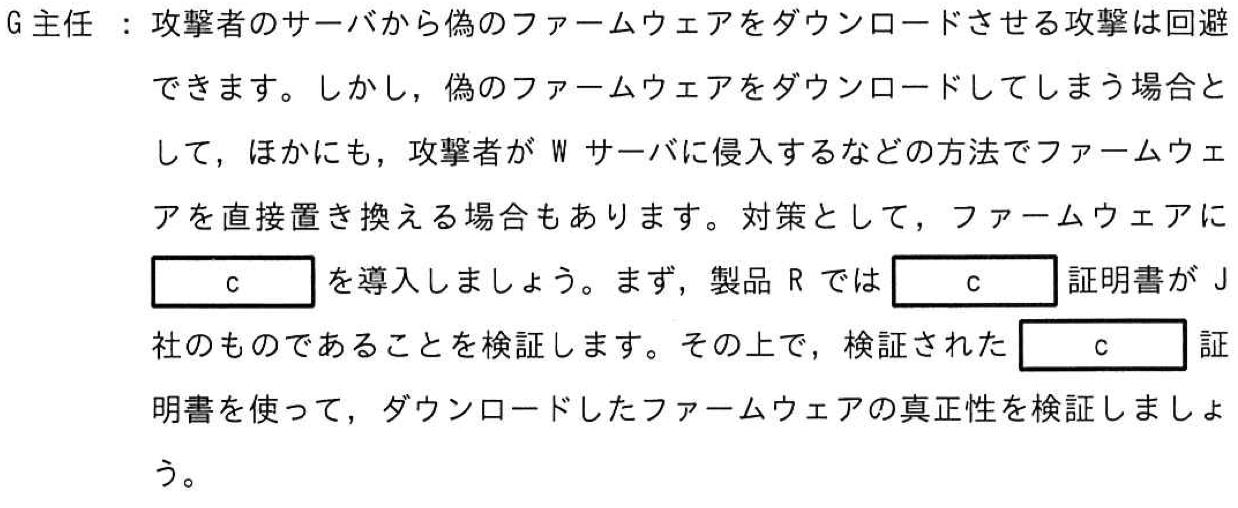 G主任 ： 攻撃者のサーバから偽のファームウェアをダウンロードさせる攻撃は回避
できます。しかし，偽のファームウェアをダウンロードしてしまう場合と
して，ほかにも，攻撃者が W サーバに侵入するなどの方法でファームウェ
アを直接置き換える場合もあります。対策として，ファームウェアに
c を導入しましょう。まず，製品 R では c 証明書が J
社のものであることを検証します。その上で，検証された c 証
明書を使って，ダウンロードしたファームウェアの真正性を検証しましょ
う。